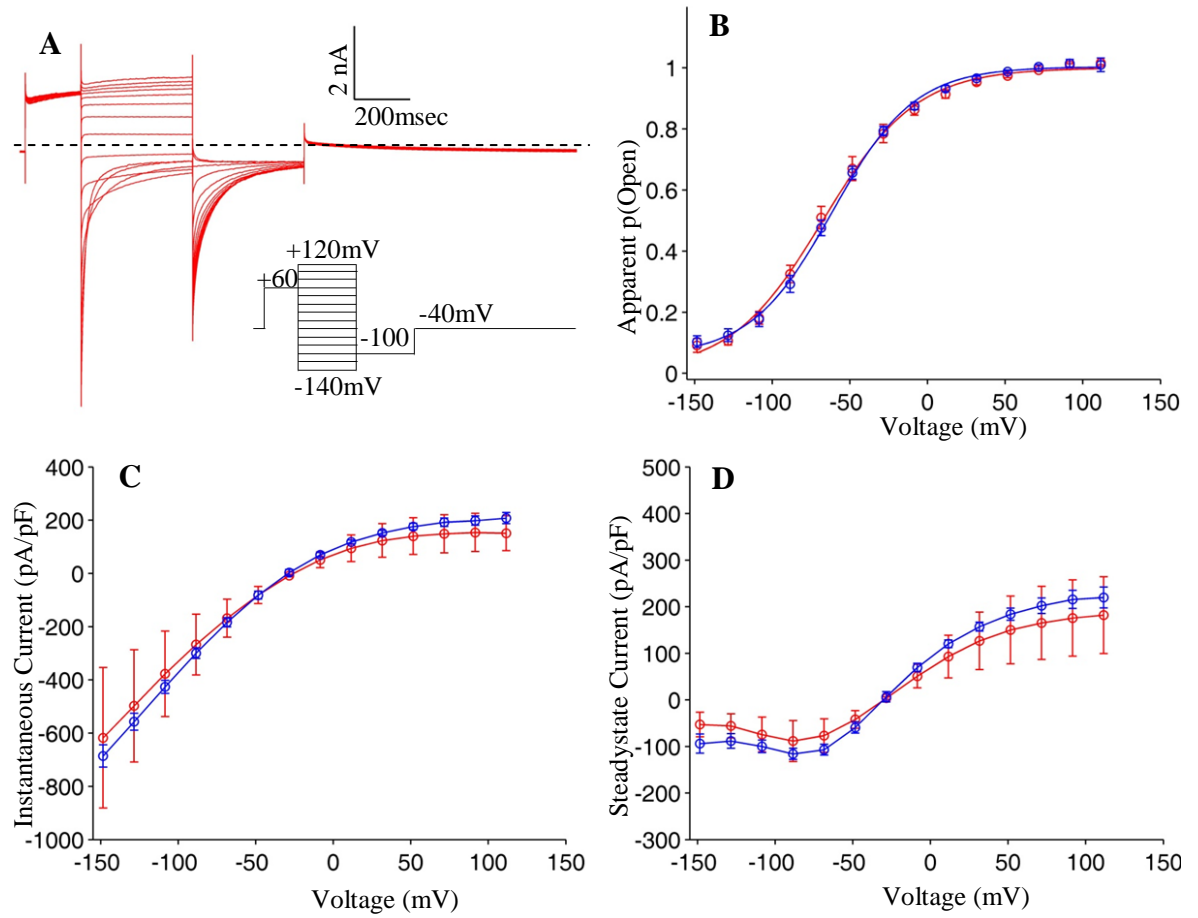 A
2 nA
200msec
+120mV
+60
-40mV
-100
-140mV
B
1
0.8
0.6
0.4
0.2
0
Apparent p(Open)
-150 -100 -50 0 50 100 150
Voltage (mV)
C
400
200
0
-200
-400
-600
-800
-1000
Instantaneous Current (pA/pF)
-150 -100 -50 0 50 100 150
Voltage (mV)
D
500
400
300
200
100
0
-100
-200
-300
Steadystate Current (pA/pF)
-150 -100 -50 0 50 100 150
Voltage (mV)